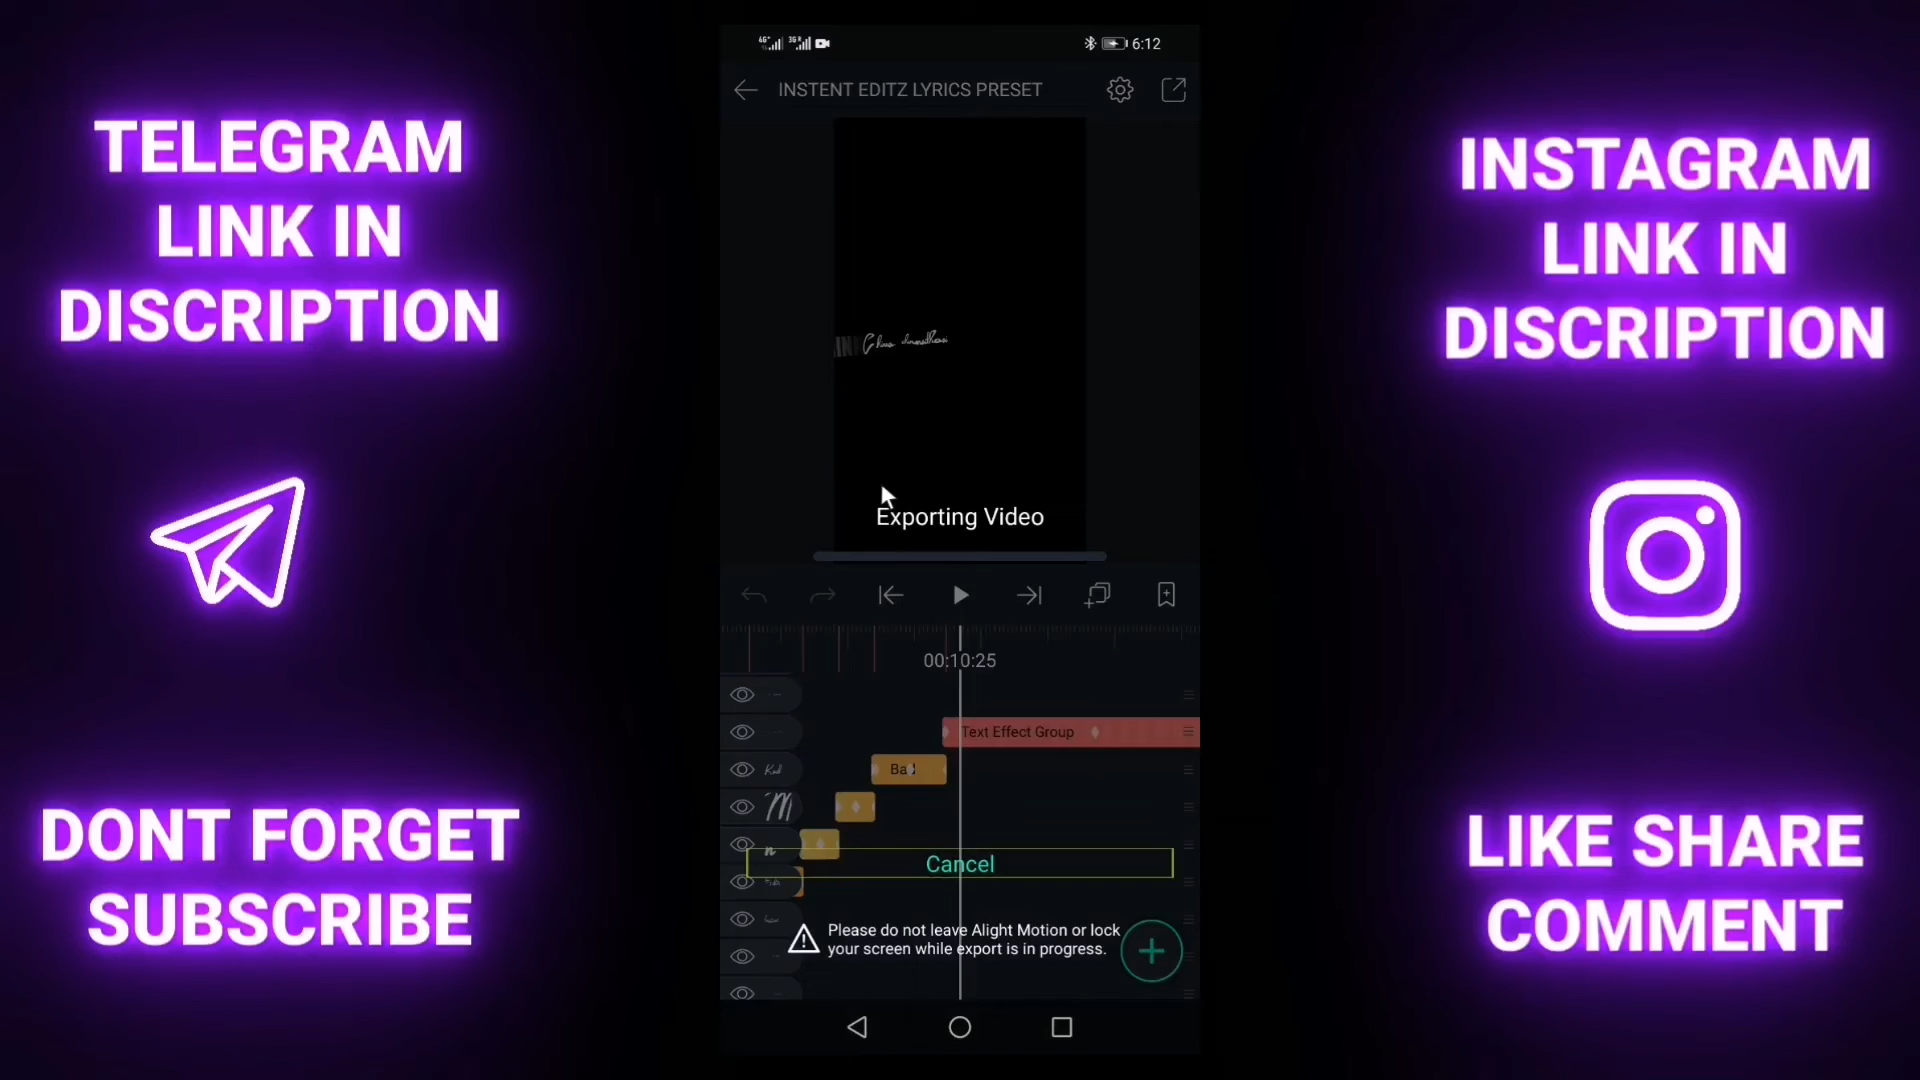 TELEGRAM
LINK IN
DISCRIPTION
DONT FORGET
SUBSCRIBE
6:12
INSTENT EDITZ LYRICS PRESET
Exporting Video
00:10:25
Text Effect Group
Cancel
Please do not leave Alight Motion or lock
your screen while export is in progress.
INSTAGRAM
LINK IN
DISCRIPTION
LIKE SHARE
COMMENT